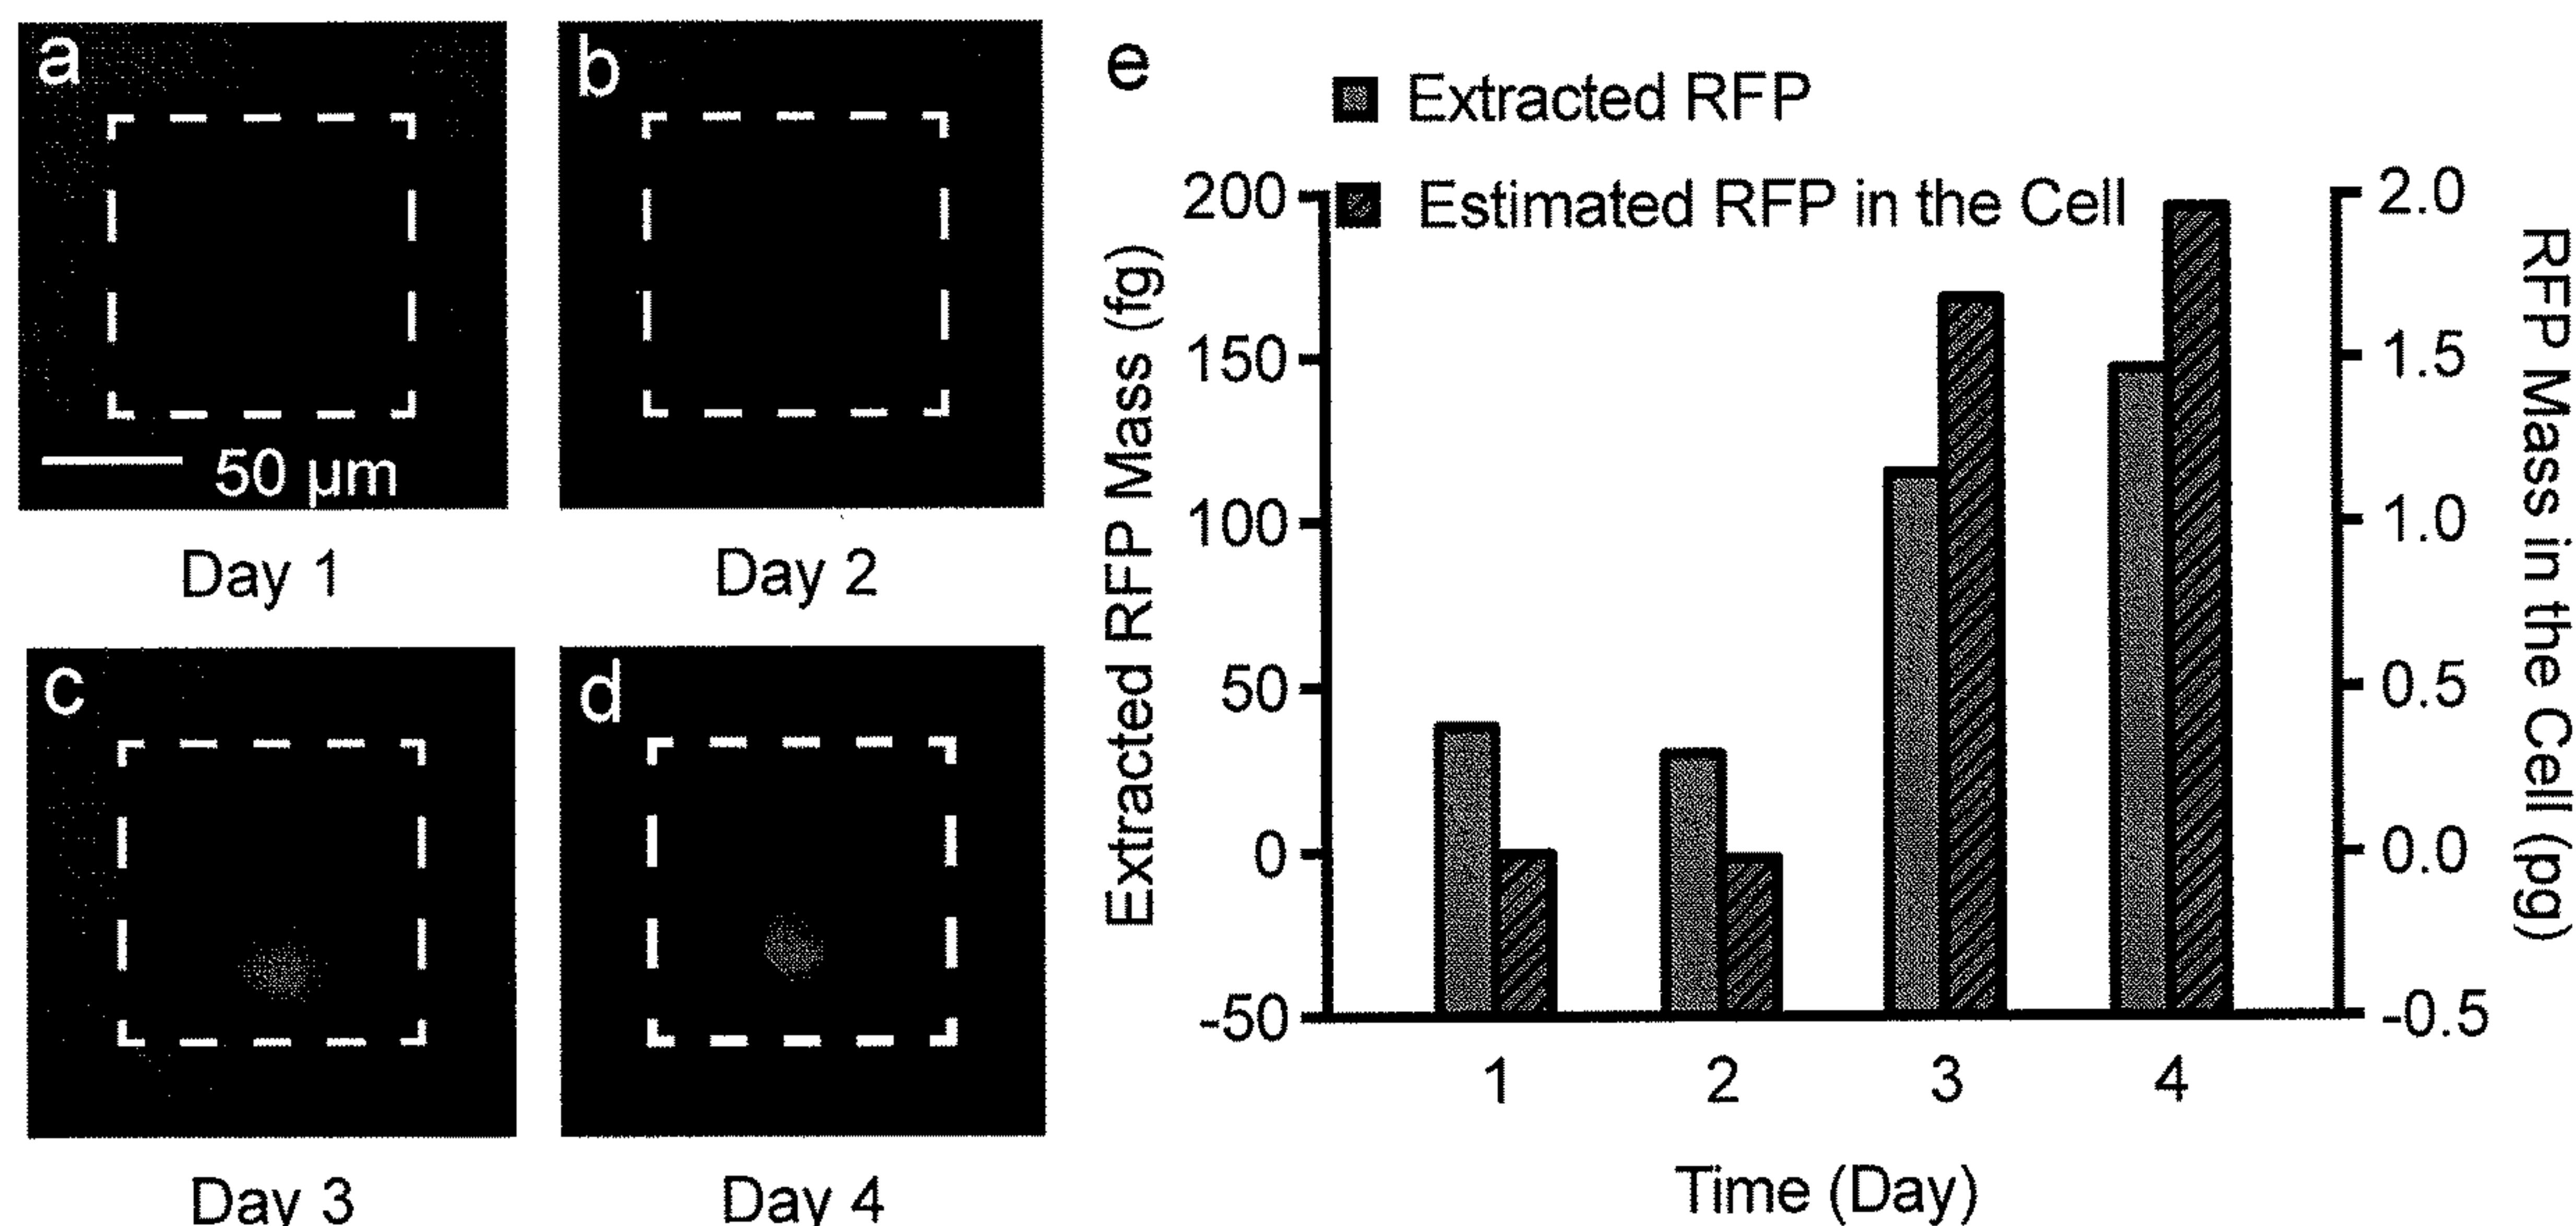 a
b
50 µm
Day 1
Day 2
c
d
Day 3
Day 4
e
Extracted RFP
Estimated RFP in the Cell
Extracted RFP Mass (fg)
200
150
100
50
0
-50
2.0
1.5
1.0
0.5
0.0
-0.5
RFP Mass in the Cell (pg)
1 2 3 4
Time (Day)